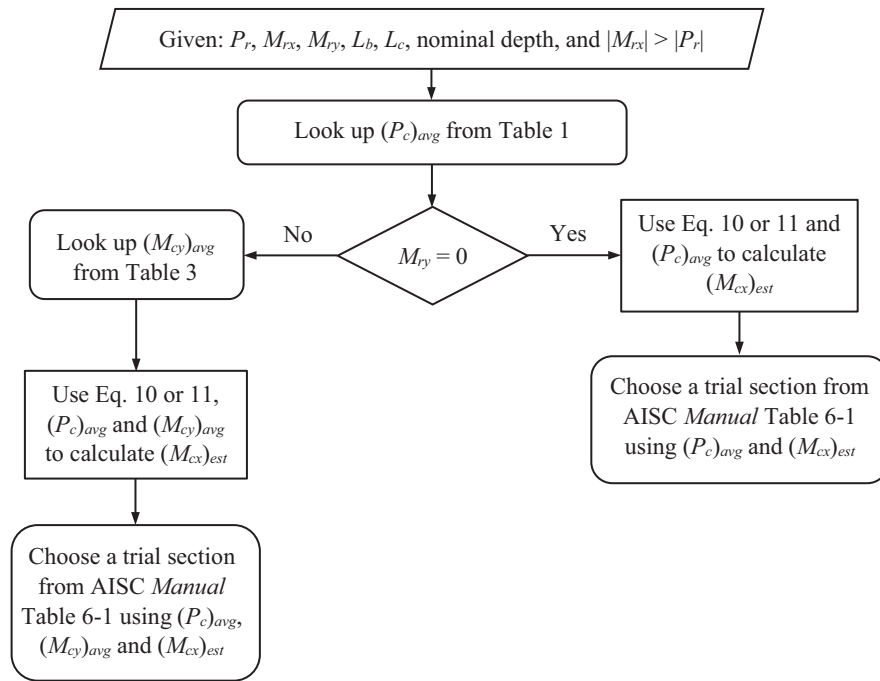 Given: Pr, Mrx, Mry, Lb, Lc, nominal depth, and |Mrx| > |Pr|
Look up (Pc)avg from Table 1
Mry = 0
No
Yes
Look up (Mcy)avg
from Table 3
Use Eq. 10 or 11,
(Pc)avg and (Mcy)avg
to calculate (Mcx)est
Choose a trial section
from AISC Manual
Table 6-1 using (Pc)avg,
(Mcy)avg and (Mcx)est
Use Eq. 10 or 11 and
(Pc)avg to calculate
(Mcx)est
Choose a trial section from
AISC Manual Table 6-1
using (Pc)avg and (Mcx)est